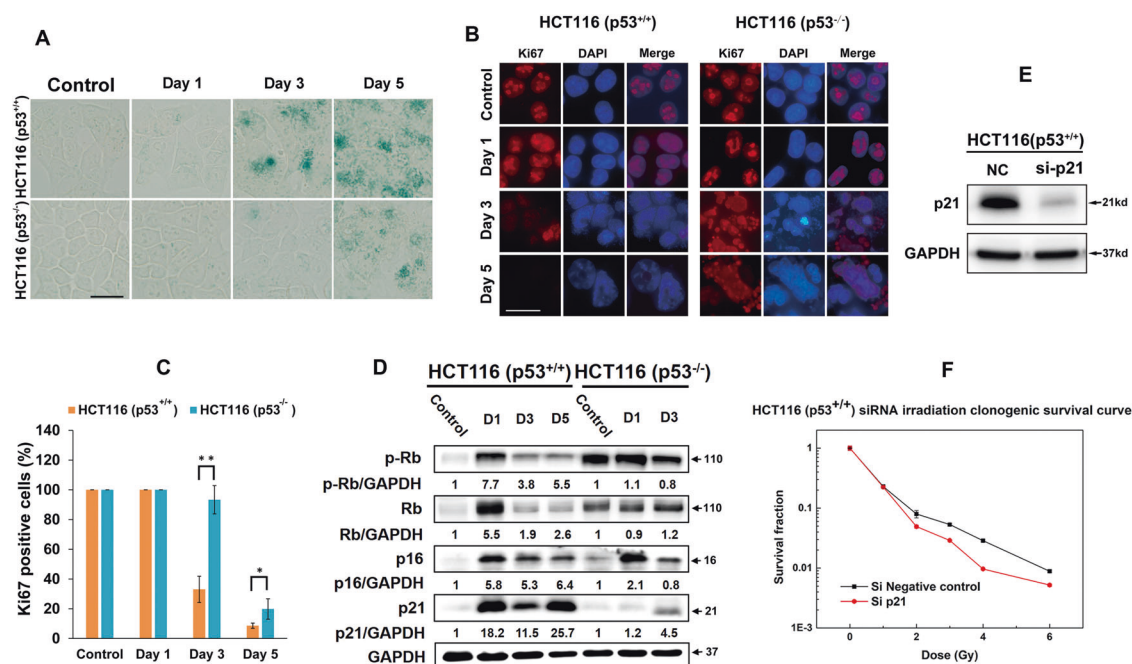 A
Control Day 1 Day 3 Day 5
HCT116 (p53+/+)
HCT116 (p53-/-)
B
HCT116 (p53+/+) HCT116 (p53-/-)
Ki67 DAPI Merge Ki67 DAPI Merge
Control
Day 1
Day 3
Day 5
E
HCT116(p53+/+)
NC si-p21
p21 21kd
GAPDH 37kd
C
HCT116 (p53+/+) HCT116 (p53-/-)
Ki67 positive cells (%)
140
120
100
80
60
40
20
0
** 
*
Control Day 1 Day 3 Day 5
D
HCT116 (p53+/+) HCT116 (p53-/-)
Control D1 D3 D5 Control D1 D3
p-Rb 110
p-Rb/GAPDH 1 7.7 3.8 5.5 1 1.1 0.8
Rb 110
Rb/GAPDH 1 5.5 1.9 2.6 1 0.9 1.2
p16 16
p16/GAPDH 1 5.8 5.3 6.4 1 2.1 0.8
p21 21
p21/GAPDH 1 18.2 11.5 25.7 1 1.2 4.5
GAPDH 37
F
HCT116 (p53+/+) siRNA irradiation clonogenic survival curve
Survival fraction
1
0.1
0.01
1E-3
Si Negative control
Si p21
0 2 4 6
Dose (Gy)